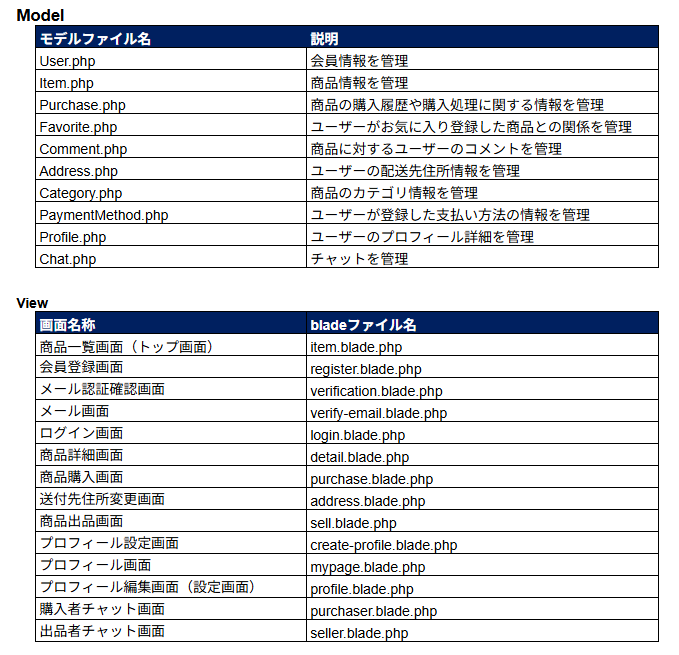 Model
モデルファイル名 説明
User.php 会員情報を管理
Item.php 商品情報を管理
Purchase.php 商品の購入履歴や購入処理に関する情報を管理
Favorite.php ユーザーがお気に入り登録した商品との関係を管理
Comment.php 商品に対するユーザーのコメントを管理
Address.php ユーザーの配送先住所情報を管理
Category.php 商品のカテゴリ情報を管理
PaymentMethod.php ユーザーが登録した支払い方法の情報を管理
Profile.php ユーザーのプロフィール詳細を管理
Chat.php チャットを管理
View
画面名称 bladeファイル名
商品一覧画面（トップ画面） item.blade.php
会員登録画面 register.blade.php
メール認証確認画面 verification.blade.php
メール画面 verify-email.blade.php
ログイン画面 login.blade.php
商品詳細画面 detail.blade.php
商品購入画面 purchase.blade.php
送付先住所変更画面 address.blade.php
商品出品画面 sell.blade.php
プロフィール設定画面 create-profile.blade.php
プロフィール画面 mypage.blade.php
プロフィール編集画面（設定画面） profile.blade.php
購入者チャット画面 purchaser.blade.php
出品者チャット画面 seller.blade.php